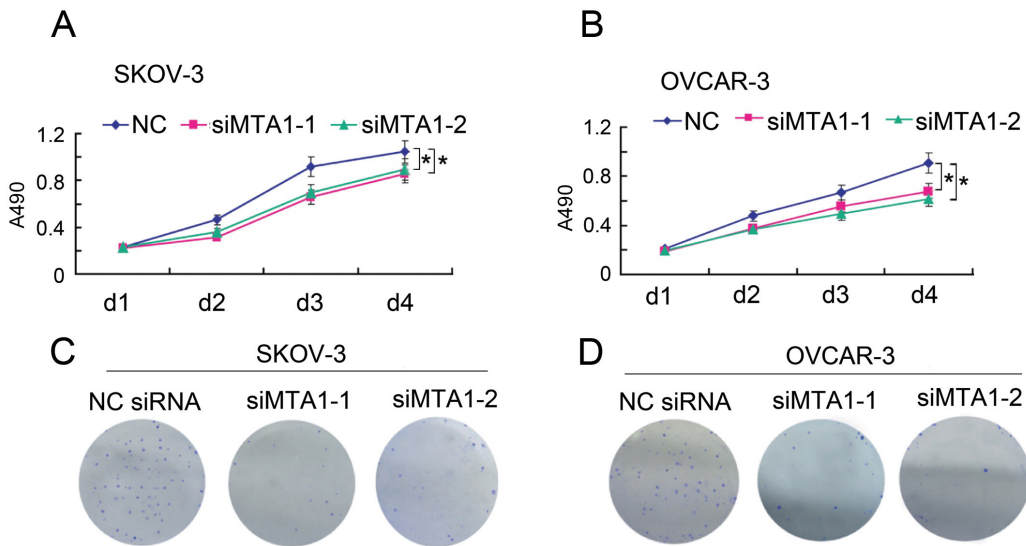 A
SKOV-3
NC siMTA1-1 siMTA1-2
1.2
0.8
0.4
0
A490
* *
d1 d2 d3 d4
B
OVCAR-3
NC siMTA1-1 siMTA1-2
1.2
0.8
0.4
0
A490
* *
d1 d2 d3 d4
C
SKOV-3
NC siRNA siMTA1-1 siMTA1-2
D
OVCAR-3
NC siRNA siMTA1-1 siMTA1-2